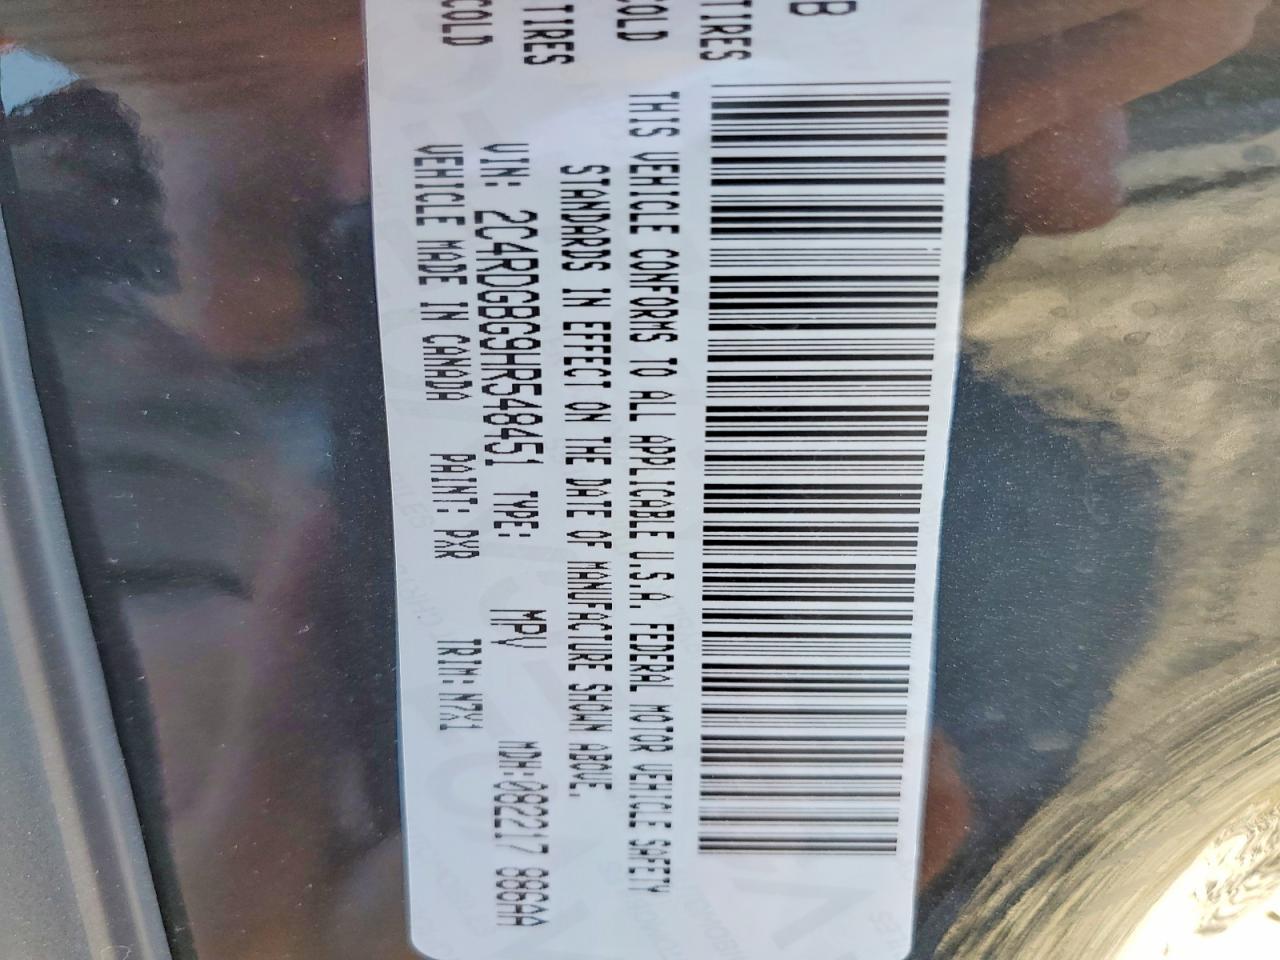 B
TIRES
COLD
TIRES
COLD
THIS VEHICLE CONFORMS TO ALL APPLICABLE U.S.A. FEDERAL MOTOR VEHICLE SAFETY
STANDARDS IN EFFECT ON THE DATE OF MANUFACTURE SHOWN ABOVE.
VIN: 2C4RDGBG9HR548451 TYPE: MPV MDH:082217 886AA
VEHICLE MADE IN CANADA PAINT: PXR TRIM:N7X1